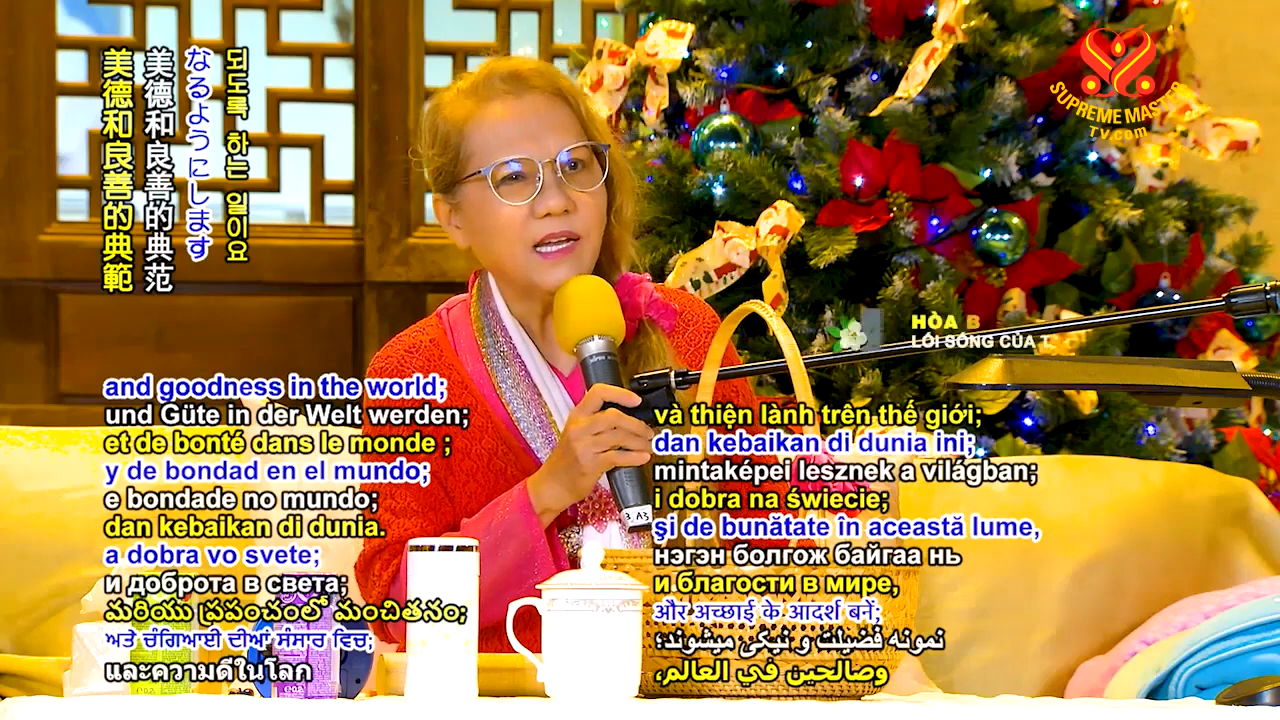 되도록 하는 일이요
なるようにします
美德和良善的典范
美德和良善的典範
SUPREME MASTER
TV.com
HÒA B
LỐI SỐNG CỦA T
and goodness in the world;
und Güte in der Welt werden;
et de bonté dans le monde ;
y de bondad en el mundo;
e bondade no mundo;
dan kebaikan di dunia.
a dobra vo svete;
и доброта в света;
మరియు ప్రపంచంలో మంచితనం;
ਅਤੇ ਚੰਗਿਆਈ ਦੀਆਂ ਸੰਸਾਰ ਵਿਚ;
และความดีในโลก
và thiện lành trên thế giới;
dan kebaikan di dunia ini;
mintaképei lesznek a világban;
i dobra na świecie;
şi de bunătate în această lume,
нэгэн болгож байгаа нь
и благости в мире,
और अच्छाई के आदर्श बनें;
نمونه فضیلت و نیکی میشوند؛
وصالحين في العالم،
3 A3